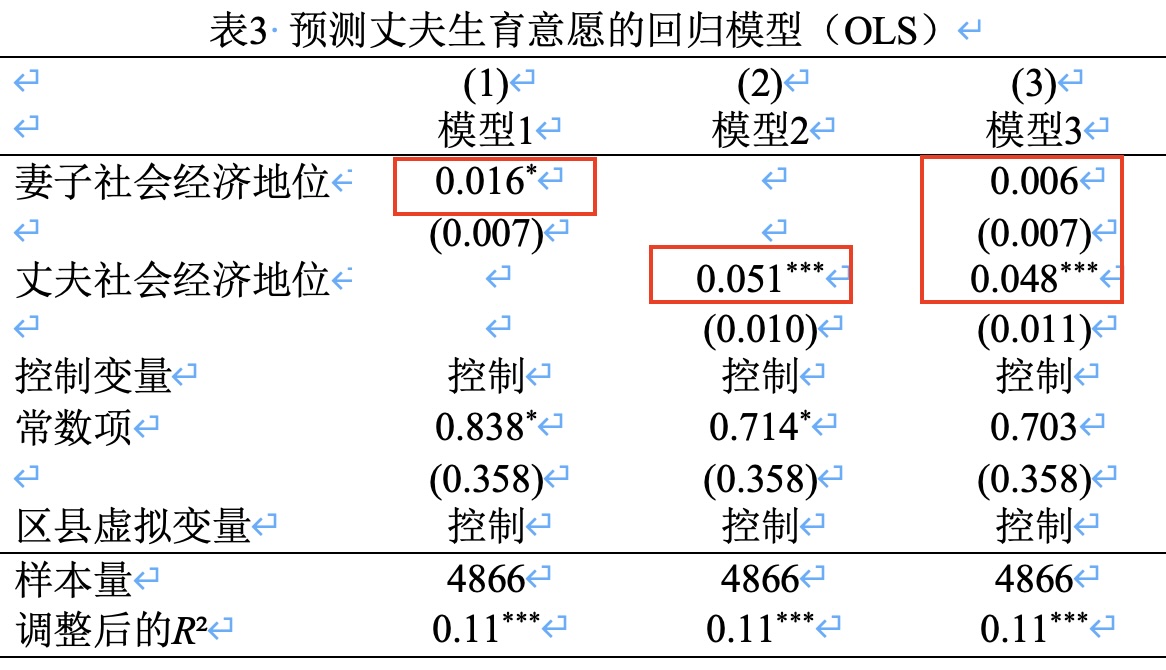 表3 预测丈夫生育意愿的回归模型（OLS）
(1) (2) (3)
模型1 模型2 模型3
妻子社会经济地位 0.016* 0.006
(0.007) (0.007)
丈夫社会经济地位 0.051*** 0.048***
(0.010) (0.011)
控制变量 控制 控制 控制
常数项 0.838* 0.714* 0.703
(0.358) (0.358) (0.358)
区县虚拟变量 控制 控制 控制
样本量 4866 4866 4866
调整后的R² 0.11*** 0.11*** 0.11***